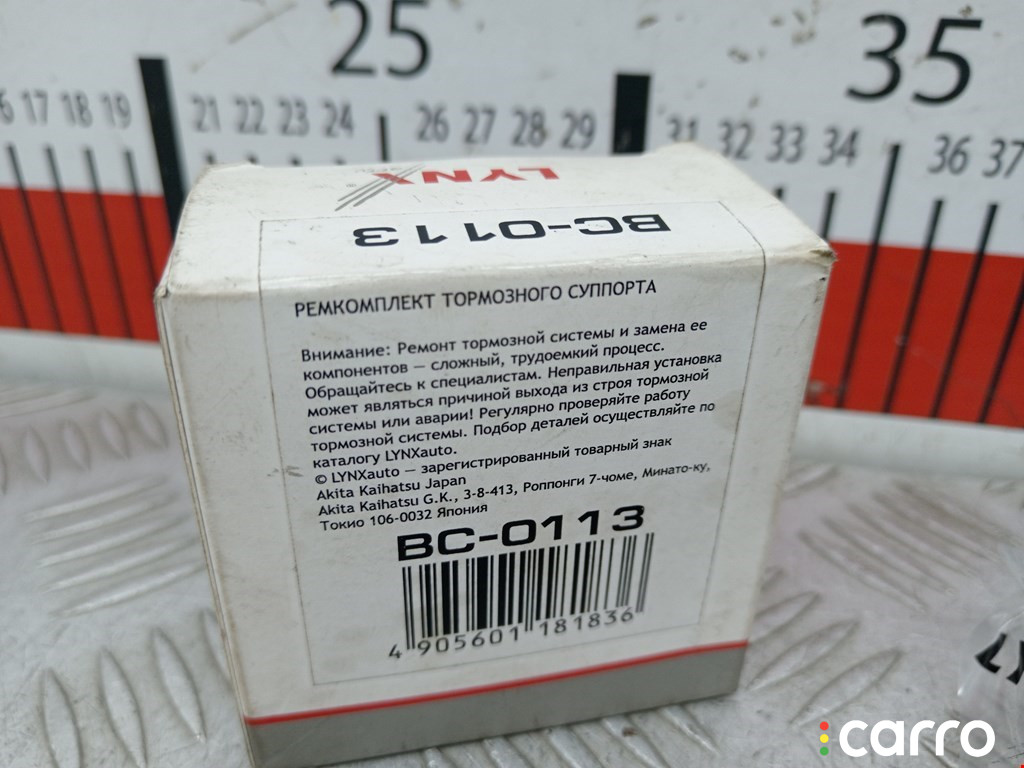 25
35
17 18 19 21 22 23 24 26 27 28 29 31 32 33 34 36 37
LYNX
BC-0113
РЕМКОМПЛЕКТ ТОРМОЗНОГО СУППОРТА
Внимание: Ремонт тормозной системы и замена ее
компонентов — сложный, трудоемкий процесс.
Обращайтесь к специалистам. Неправильная установка
может являться причиной выхода из строя тормозной
системы или аварии! Регулярно проверяйте работу
тормозной системы. Подбор деталей осуществляйте по
каталогу LYNXauto.
© LYNXauto — зарегистрированный товарный знак
Akita Kaihatsu Japan
Akita Kaihatsu G.K., 3-8-413, Роппонги 7-чоме, Минато-ку,
Токио 106-0032 Япония
BC-0113
4 905601 181836
carro